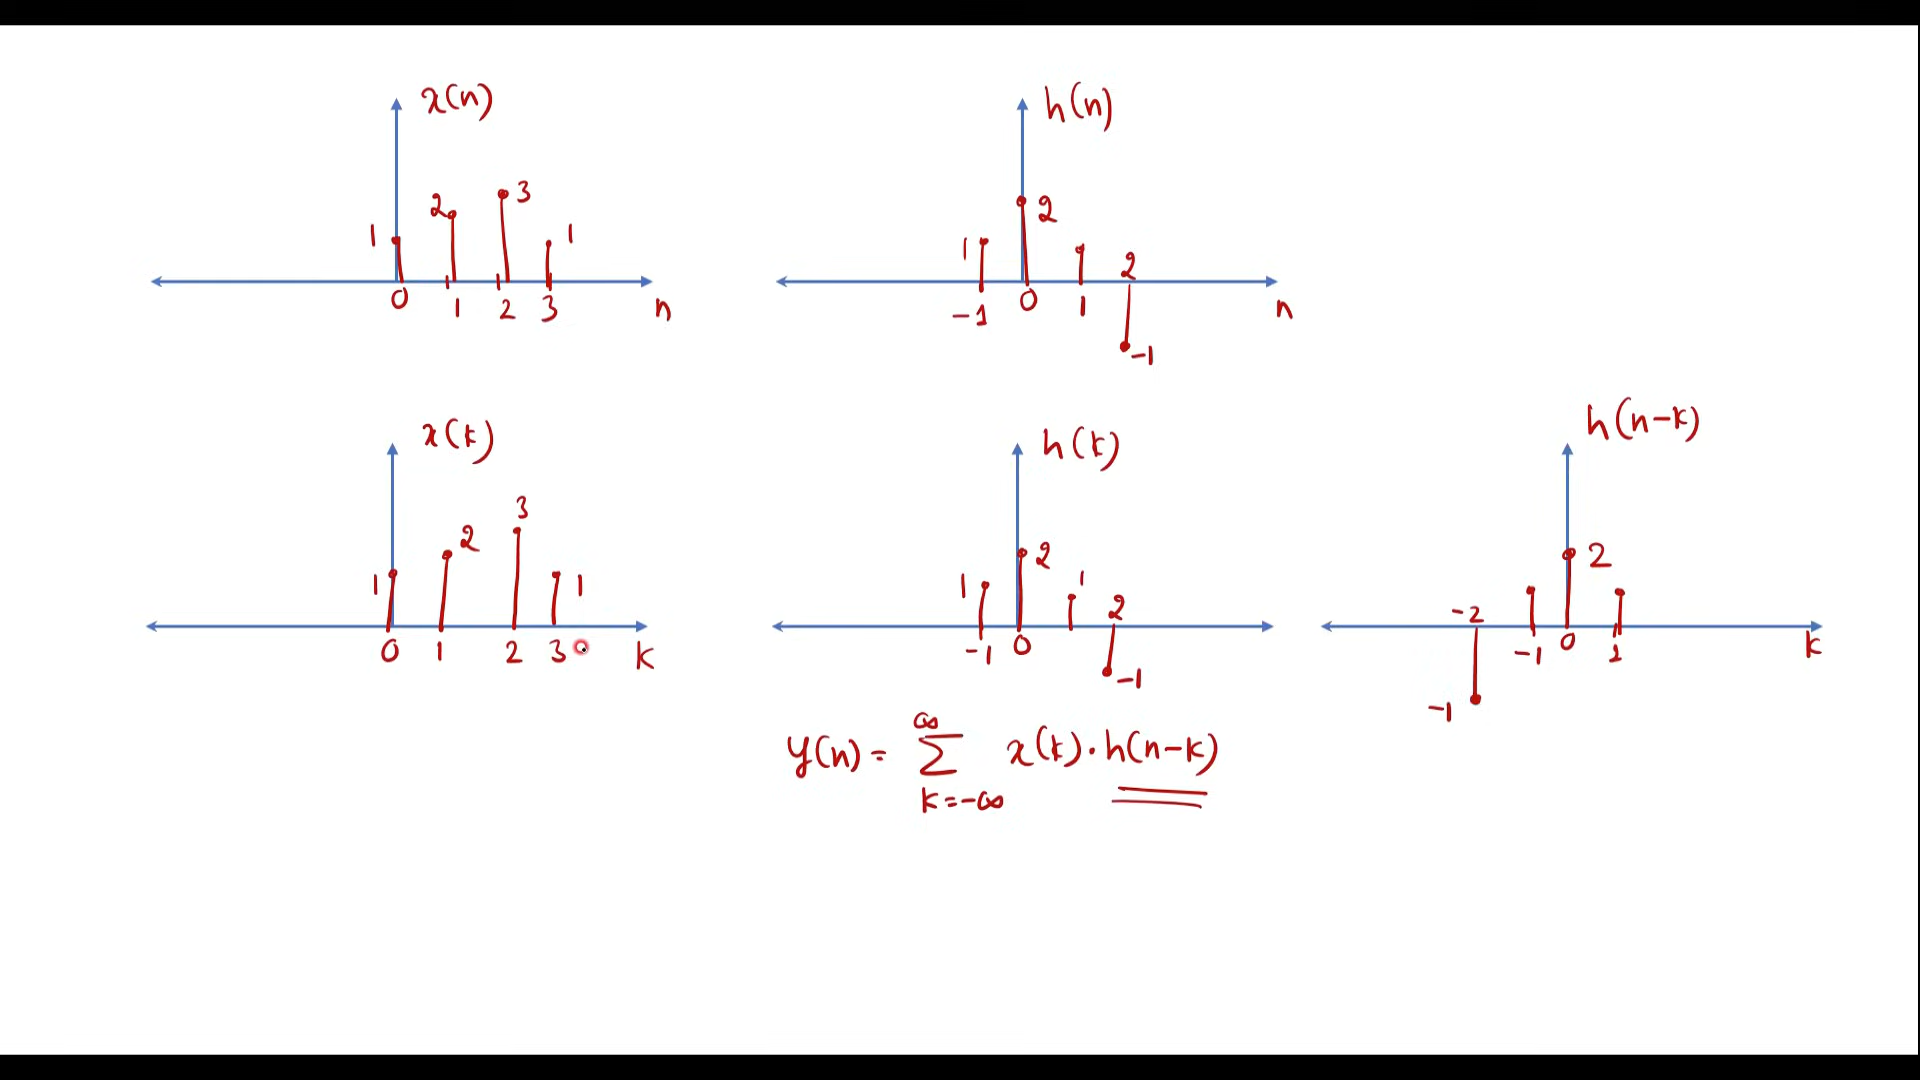 x(n)
1 2 3 1
0 1 2 3 n
h(n)
1 2 2
-1 0 1 n
-1
x(k)
1 2 3 1
0 1 2 3 k
h(k)
1 2 1 2
-1 0
-1
h(n-k)
2
-2
-1 0 1 k
-1
y(n) = ∞ ∑ k=-∞ x(k)·h(n-k)